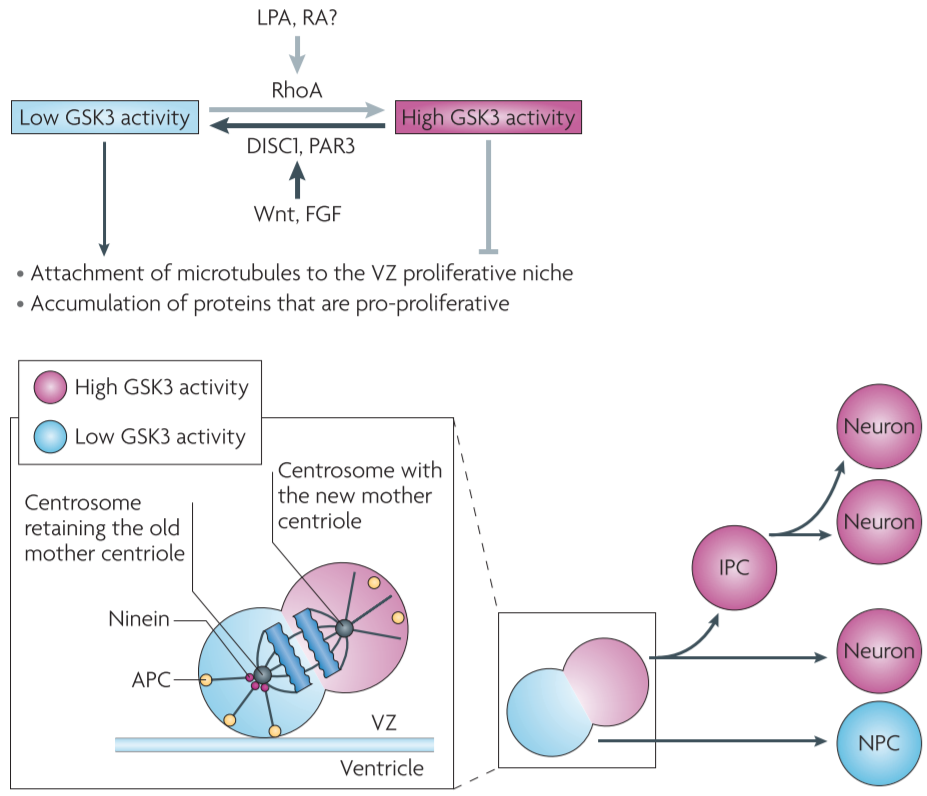 LPA, RA?
RhoA
Low GSK3 activity
High GSK3 activity
DISC1, PAR3
Wnt, FGF
• Attachment of microtubules to the VZ proliferative niche
• Accumulation of proteins that are pro-proliferative
High GSK3 activity
Low GSK3 activity
Centrosome with
the new mother
centriole
Centrosome
retaining the old
mother centriole
Ninein
APC
VZ
Ventricle
Neuron
Neuron
IPC
Neuron
NPC